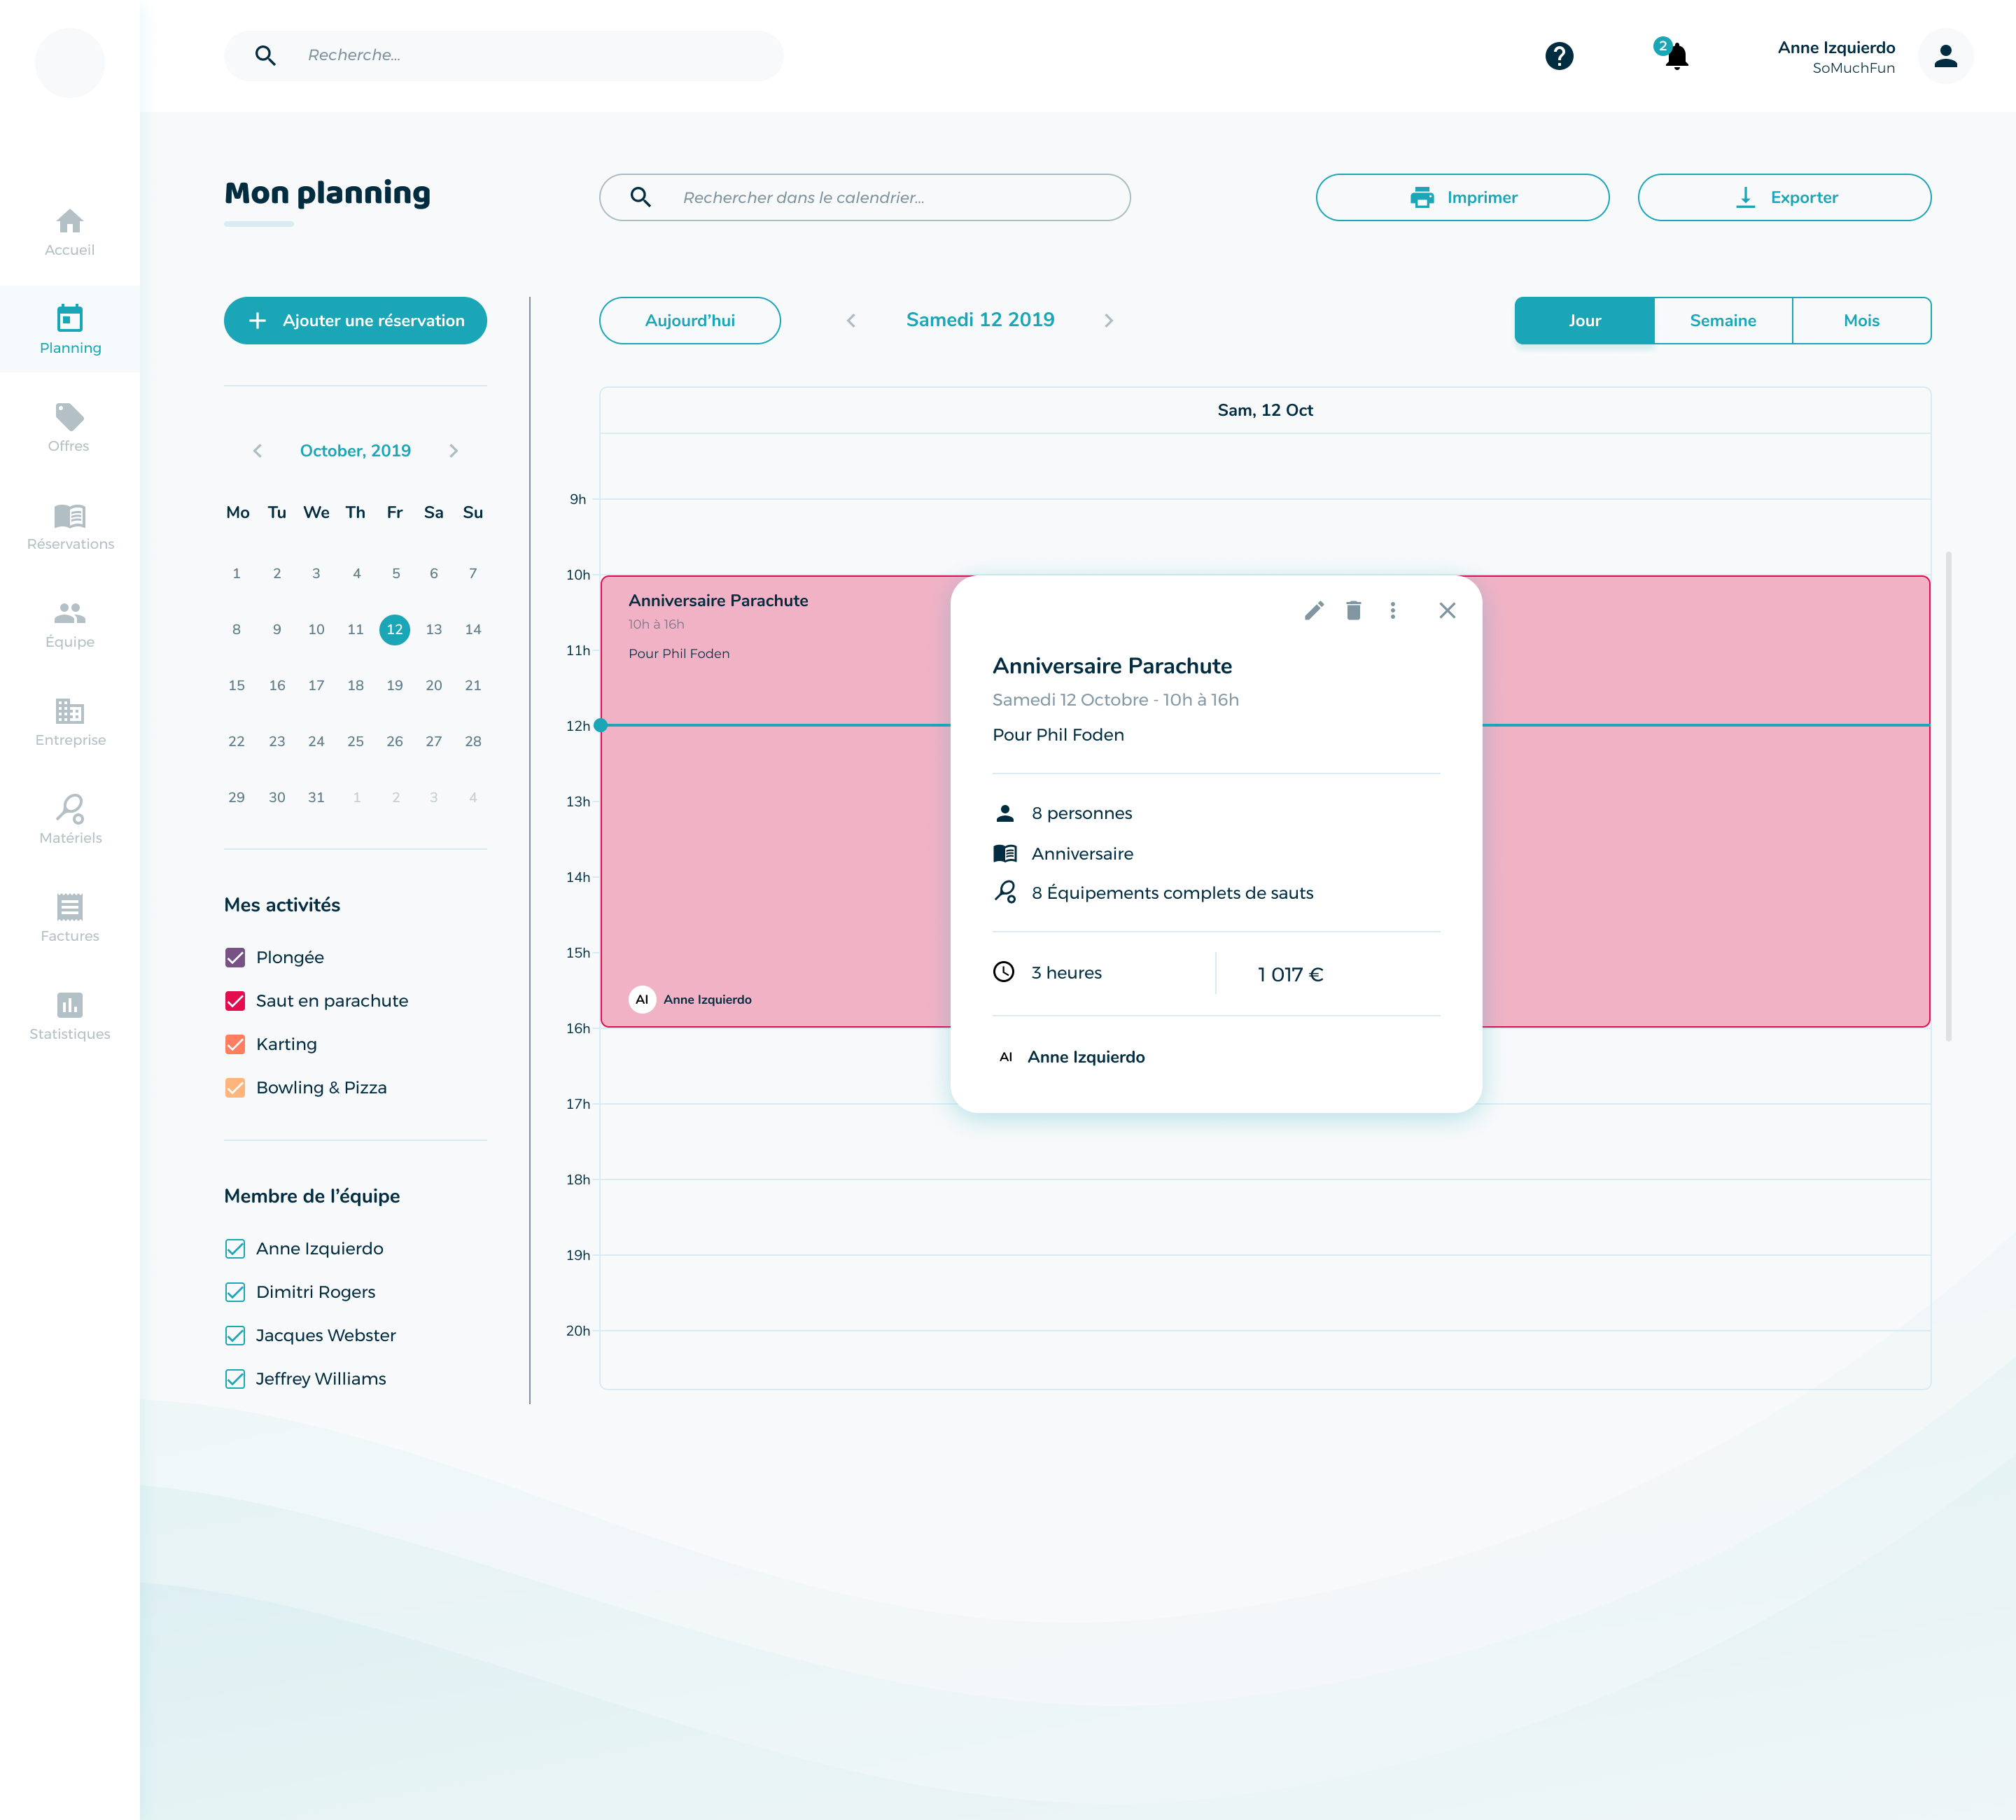 Recherche...
2
Anne Izquierdo
SoMuchFun
Accueil
Planning
Offres
Réservations
Équipe
Entreprise
Matériels
Factures
Statistiques
Mon planning
Rechercher dans le calendrier...
Imprimer
Exporter
Ajouter une réservation
October, 2019
Mo Tu We Th Fr Sa Su
1 2 3 4 5 6 7
8 9 10 11 12 13 14
15 16 17 18 19 20 21
22 23 24 25 26 27 28
29 30 31 1 2 3 4
Mes activités
Plongée
Saut en parachute
Karting
Bowling & Pizza
Membre de l’équipe
Anne Izquierdo
Dimitri Rogers
Jacques Webster
Jeffrey Williams
Aujourd’hui
Samedi 12 2019
Jour
Semaine
Mois
Sam, 12 Oct
9h
10h
11h
12h
13h
14h
15h
16h
17h
18h
19h
20h
Anniversaire Parachute
10h à 16h
Pour Phil Foden
AI Anne Izquierdo
Anniversaire Parachute
Samedi 12 Octobre - 10h à 16h
Pour Phil Foden
8 personnes
Anniversaire
8 Équipements complets de sauts
3 heures
1 017 €
AI Anne Izquierdo